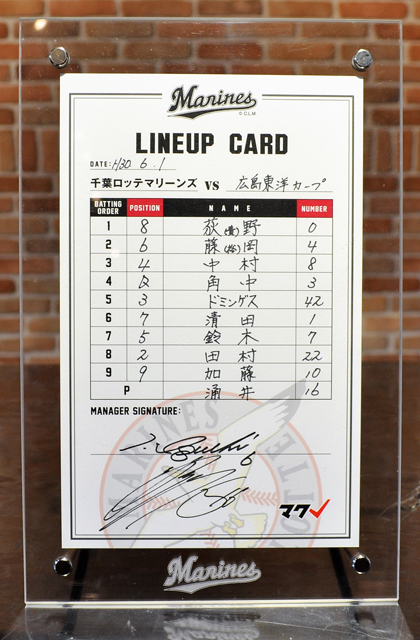 Marines
©C.L.M
LINEUP CARD
DATE: H30. 6. 1
千葉ロッテマリーンズ VS 広島東洋カープ
BATTING ORDER POSITION NAME NUMBER
1 8 荻(貴)野 0
2 6 藤(裕)岡 4
3 4 中村 8
4 D 角中 3
5 3 ドミンゲス 42
6 7 清田 1
7 5 鈴木 7
8 2 田村 22
9 9 加藤 10
P 涌井 16
MANAGER SIGNATURE:
マクレ
Marines